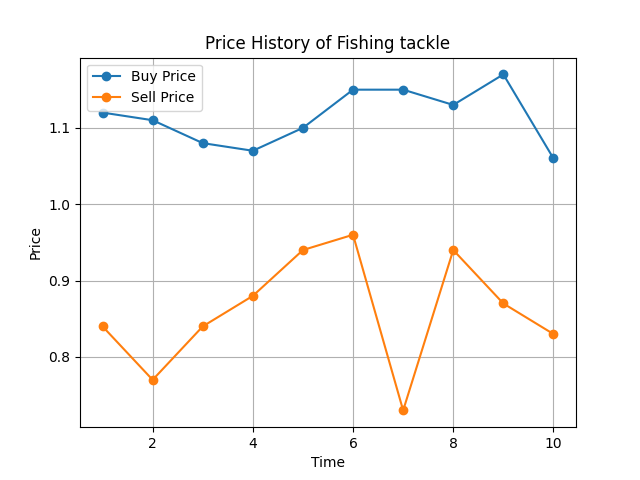 Price History of Fishing tackle
Buy Price
Sell Price
1.1
1.0
0.9
0.8
Price
2 4 6 8 10
Time